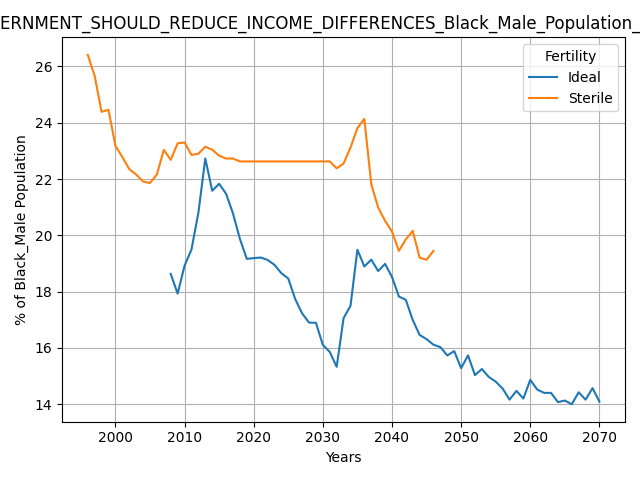 ERNMENT_SHOULD_REDUCE_INCOME_DIFFERENCES_Black_Male_Population_
26
24
22
20
18
16
14
% of Black_Male Population
Fertility
Ideal
Sterile
2000 2010 2020 2030 2040 2050 2060 2070
Years